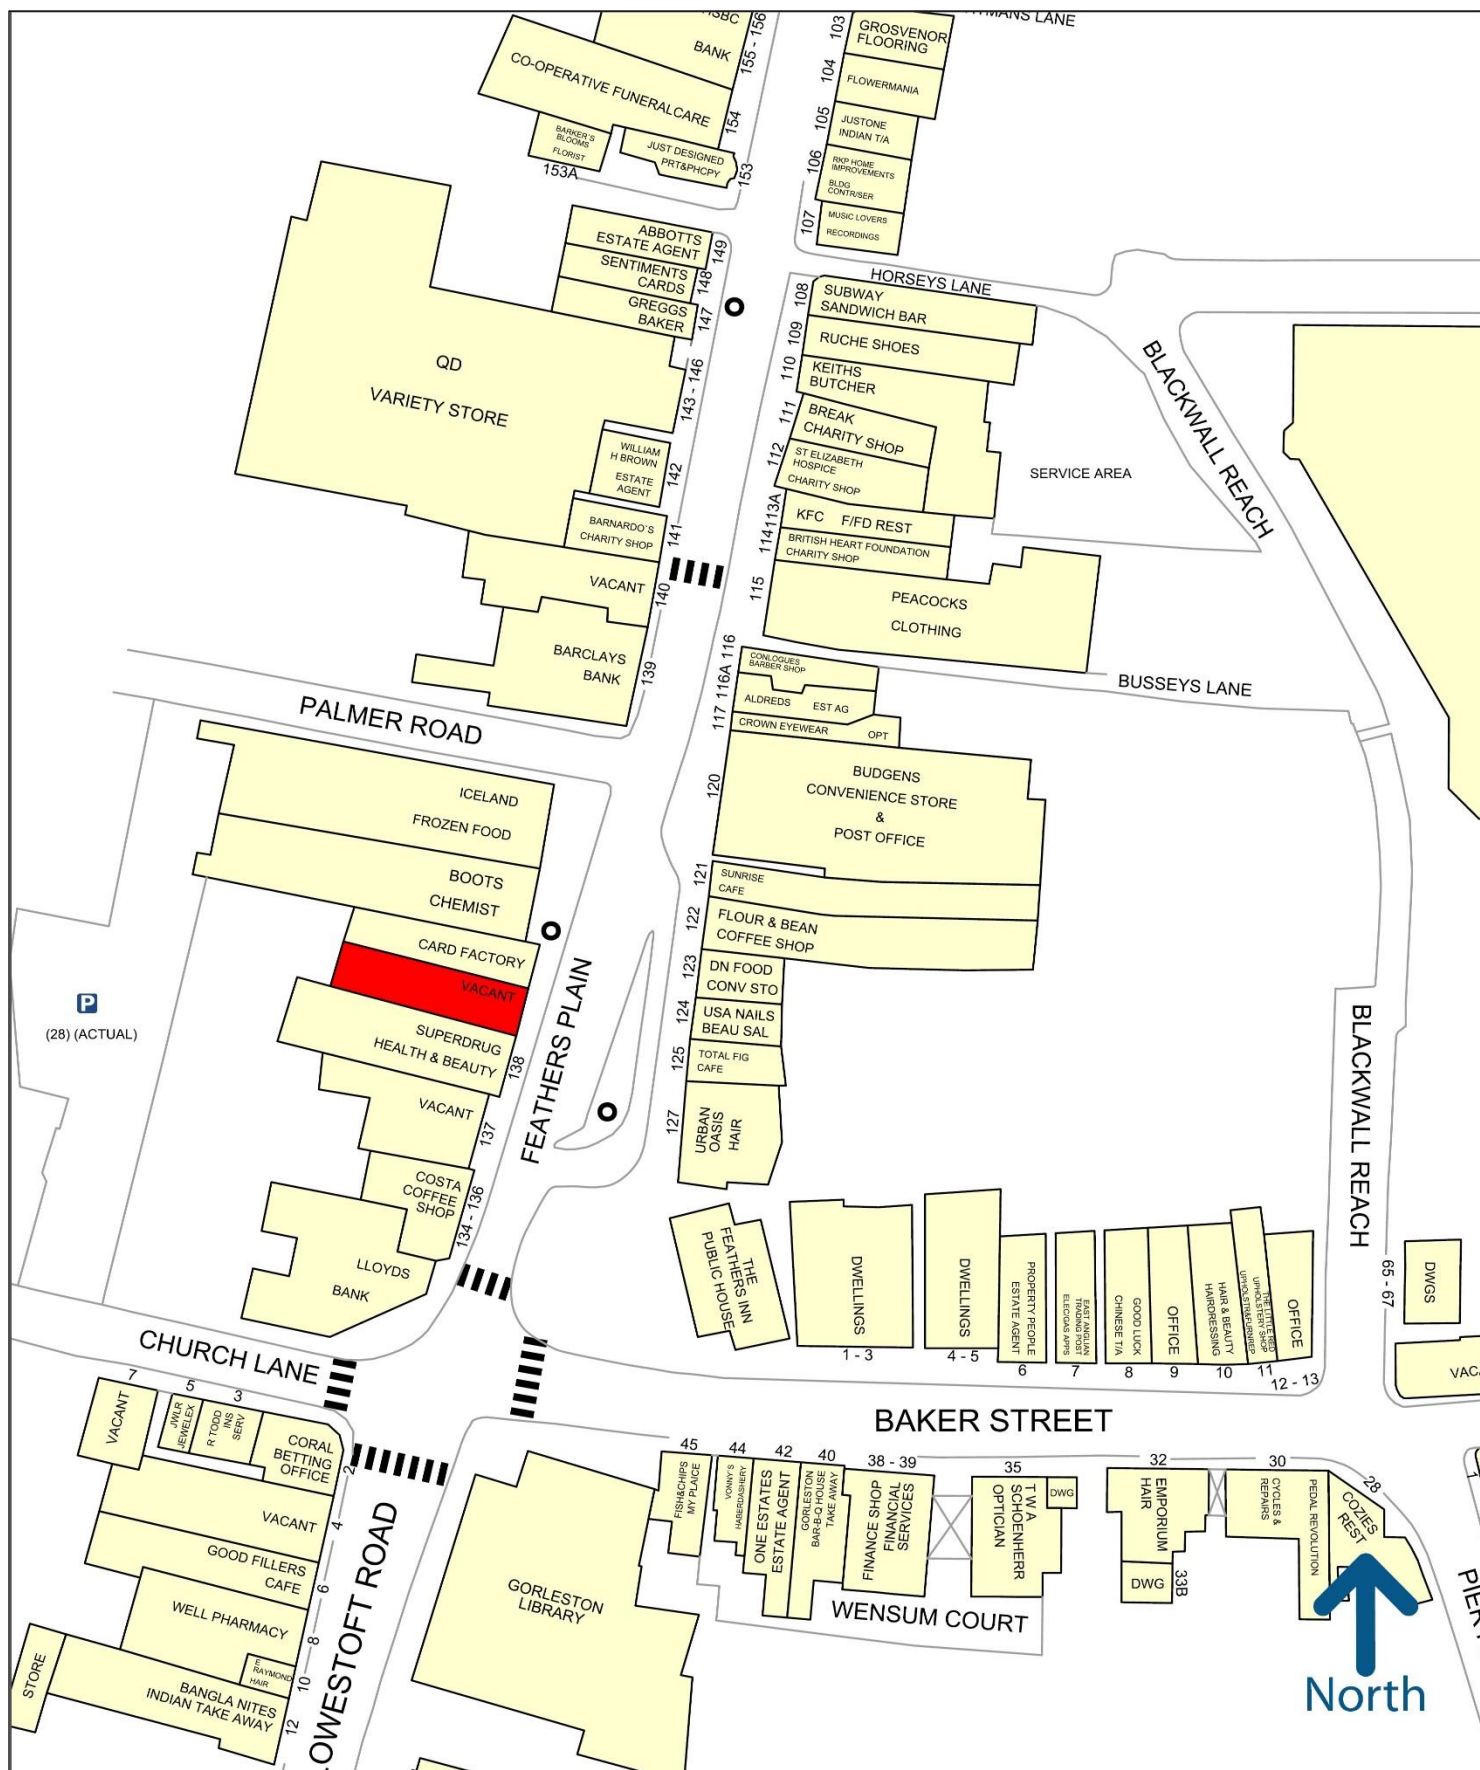 HSBC
BANK
155 - 156
CO-OPERATIVE FUNERALCARE
154
BARKER'S
BLOOMS
FLORIST
153A
JUST DESIGNED
PRT&PHCPY
153
103
GROSVENOR
FLOORING
104
FLOWERMANIA
105
JUSTONE
INDIAN T/A
106
RKP HOME
IMPROVEMENTS
BLDG
CONTR/SER
107
MUSIC LOVERS
RECORDINGS
LANE
ABBOTTS
ESTATE AGENT
149
SENTIMENTS
CARDS
148
GREGGS
BAKER
147
QD
VARIETY STORE
143 - 146
WILLIAM
H BROWN
ESTATE
AGENT
142
BARNARDO'S
CHARITY SHOP
141
VACANT
140
BARCLAYS
BANK
139
HORSEYS LANE
108
SUBWAY
SANDWICH BAR
109
RUCHE SHOES
110
KEITHS
BUTCHER
111
BREAK
CHARITY SHOP
112
ST ELIZABETH
HOSPICE
CHARITY SHOP
113A
KFC F/FD REST
114
BRITISH HEART FOUNDATION
CHARITY SHOP
115
PEACOCKS
CLOTHING
SERVICE AREA
BLACKWALL REACH
BUSSEYS LANE
116
CONLOGUES
BARBER SHOP
116A
ALDREDS EST AG
117
CROWN EYEWEAR OPT
120
BUDGENS
CONVENIENCE STORE
&
POST OFFICE
121
SUNRISE
CAFE
122
FLOUR & BEAN
COFFEE SHOP
123
DN FOOD
CONV STO
124
USA NAILS
BEAU SAL
125
TOTAL FIG
CAFE
127
URBAN
OASIS
HAIR
PALMER ROAD
ICELAND
FROZEN FOOD
BOOTS
CHEMIST
CARD FACTORY
VACANT
SUPERDRUG
HEALTH & BEAUTY
138
VACANT
137
COSTA
COFFEE
SHOP
134 - 136
LLOYDS
BANK
P
(28) (ACTUAL)
FEATHERS PLAIN
BLACKWALL REACH
THE
FEATHERS INN
PUBLIC HOUSE
DWELLINGS
1 - 3
DWELLINGS
4 - 5
PROPERTY PEOPLE
ESTATE AGENT
6
EAST ANGLIAN
TRADING POST
ELEC/GAS APPS
7
GOOD LUCK
CHINESE T/A
8
OFFICE
9
HAIR & BEAUTY
HAIRDRESSING
10
THE LITTLE RED
UPHOLSTERY SHOP
UPHOLSTR&FURNREP
11
OFFICE
12 - 13
65 - 67
DWGS
CHURCH LANE
BAKER STREET
7
VACANT
5
JWLR
JEWELEX
3
R TODD
INS
SERV
CORAL
BETTING
OFFICE
2
VACANT
4
GOOD FILLERS
CAFE
6
WELL PHARMACY
8
E
RAYMOND
HAIR
10
BANGLA NITES
INDIAN TAKE AWAY
12
STORE
LOWESTOFT ROAD
GORLESTON
LIBRARY
45
FISH&CHIPS
MY PLAICE
44
VONNY'S
HABERDASHERY
42
ONE ESTATES
ESTATE AGENT
40
GORLESTON
BAR-B-Q HOUSE
TAKE AWAY
38 - 39
FINANCE SHOP
FINANCIAL
SERVICES
35
T W A
SCHOENHERR
OPTICIAN
DWG
WENSUM COURT
32
EMPORIUM
HAIR
DWG
33B
30
CYCLES &
REPAIRS
PEDAL REVOLUTION
28
COZIES
REST
North